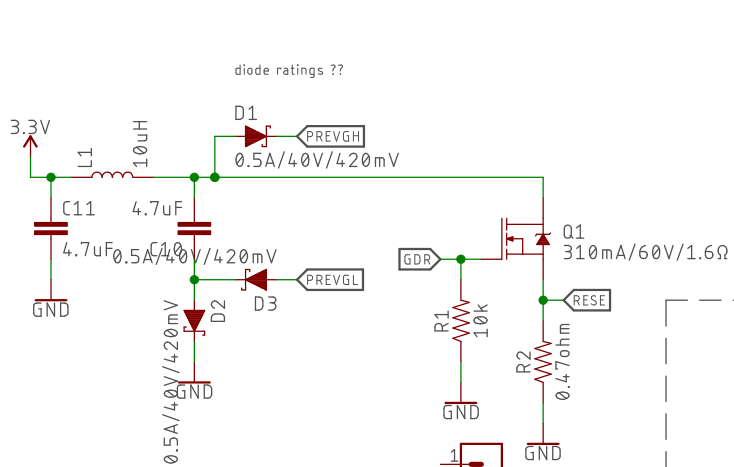 diode ratings ??
D1
PREVGH
0.5A/40V/420mV
3.3V
L1
10uH
C11
4.7uF
4.7uF
C10
0.5A/40V/420mV
GND
PREVGL
D3
D2
0.5A/40V/420mV
GND
Q1
310mA/60V/1.6Ω
GDR
RESE
R1
10k
R2
0.47ohm
GND
GND
1